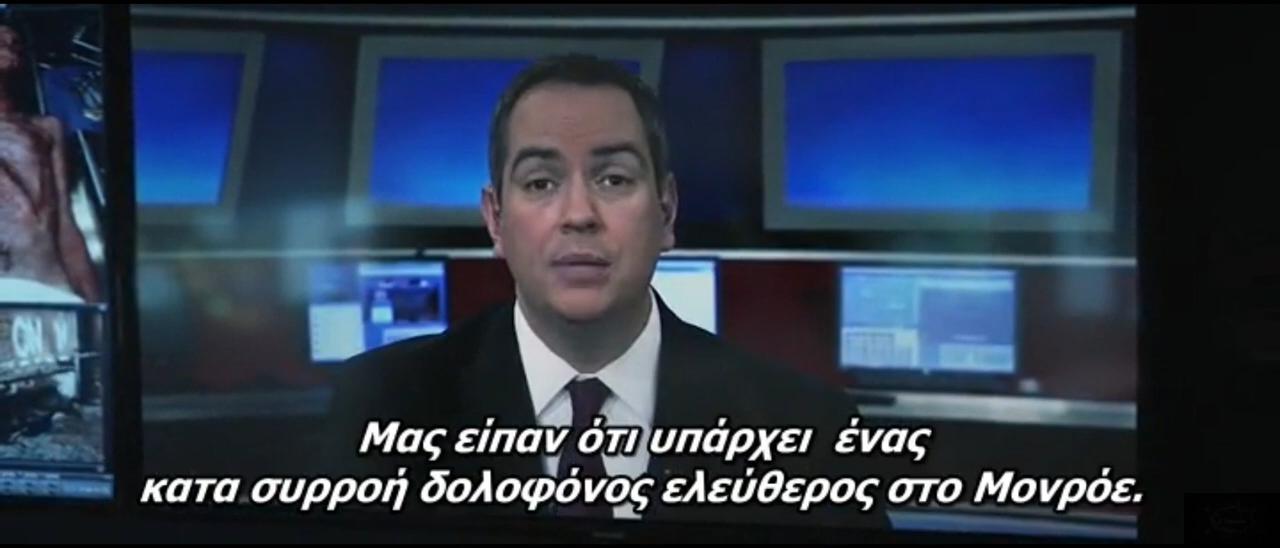 Μας είπαν ότι υπάρχει ένας
κατα συρροή δολοφόνος ελεύθερος στο Μονρόε.